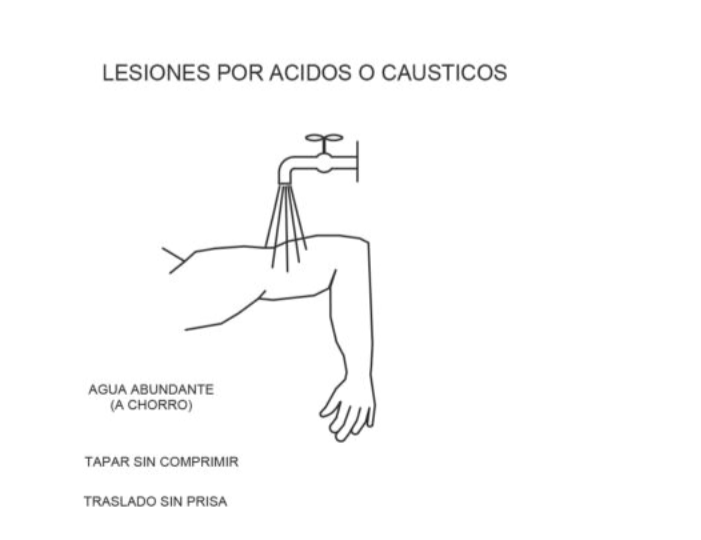 LESIONES POR ACIDOS O CAUSTICOS
AGUA ABUNDANTE
(A CHORRO)
TAPAR SIN COMPRIMIR
TRASLADO SIN PRISA